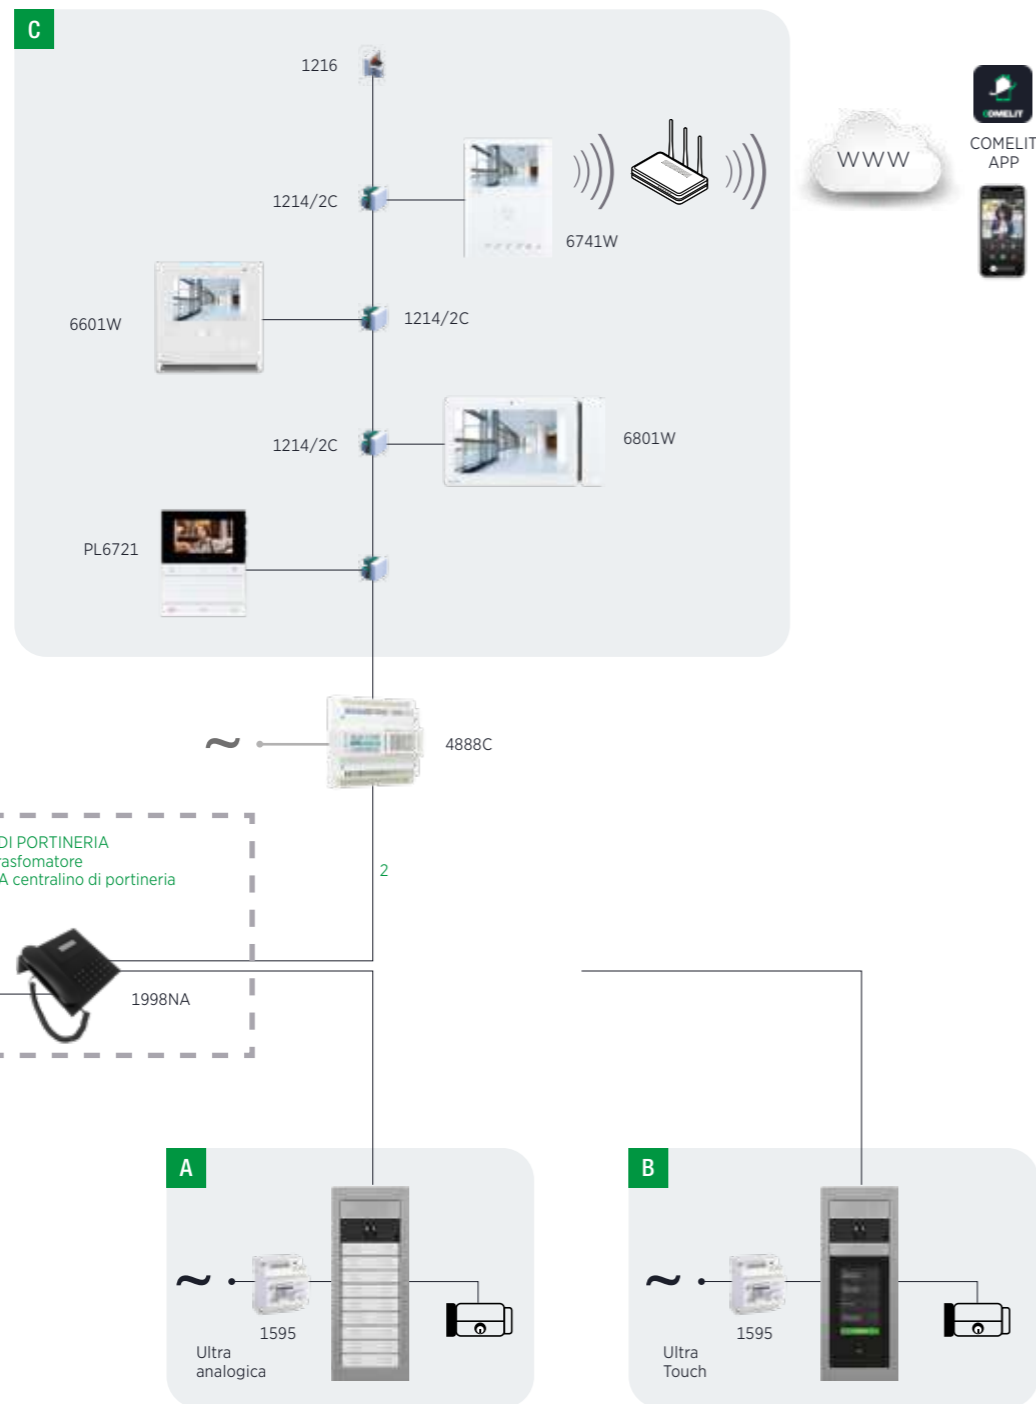 C
1216
1214/2C
6741W
WWW
COMELIT
COMELIT
APP
6601W
1214/2C
1214/2C
6801W
PL6721
4888C
DI PORTINERIA
rasfomatore
A centralino di portineria
2
1998NA
A
1595
Ultra
analogica
B
1595
Ultra
Touch